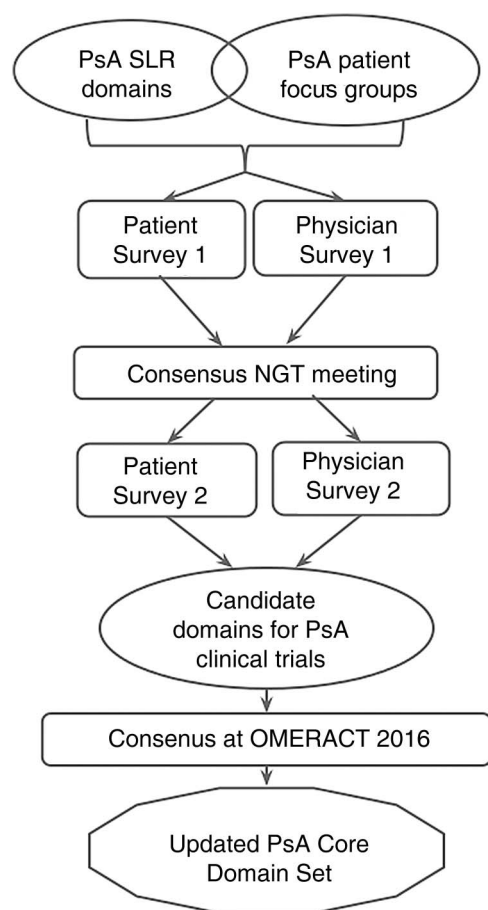 PsA SLR
domains
PsA patient
focus groups
Patient
Survey 1
Physician
Survey 1
Consensus NGT meeting
Patient
Survey 2
Physician
Survey 2
Candidate
domains for PsA
clinical trials
Consenus at OMERACT 2016
Updated PsA Core
Domain Set